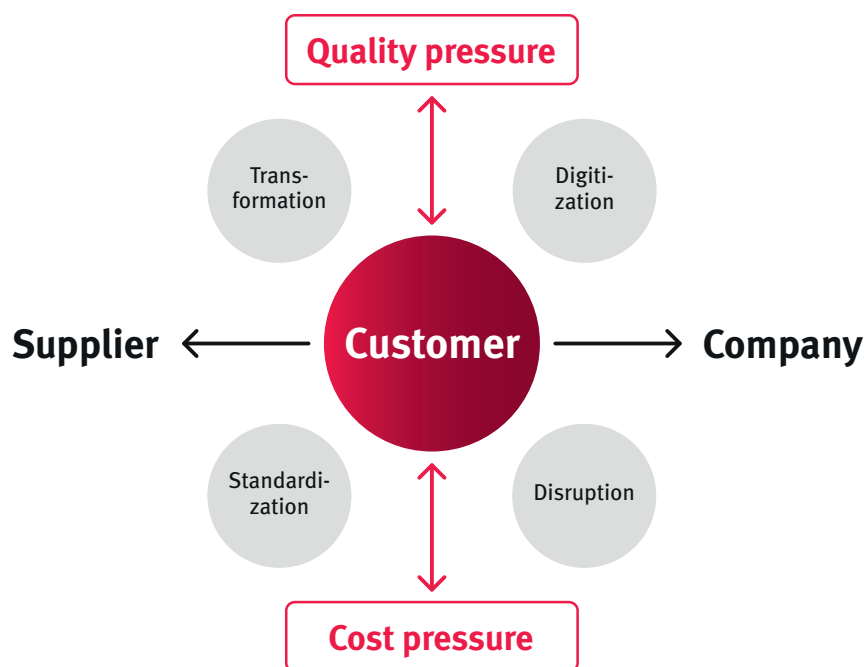 Quality pressure
Trans-
formation
Digiti-
zation
Supplier
Customer
Company
Standardi-
zation
Disruption
Cost pressure